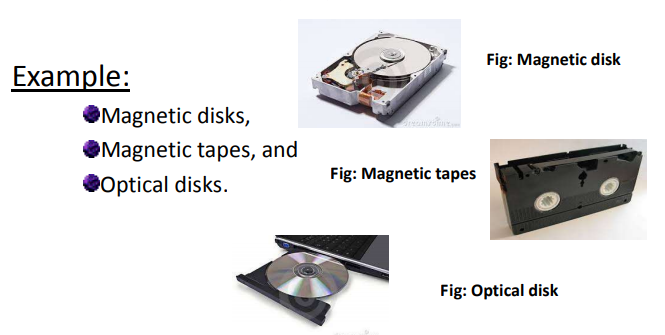 Fig: Magnetic disk
Example:
Magnetic disks,
Magnetic tapes, and
Fig: Magnetic tapes
Optical disks.
Fig: Optical disk